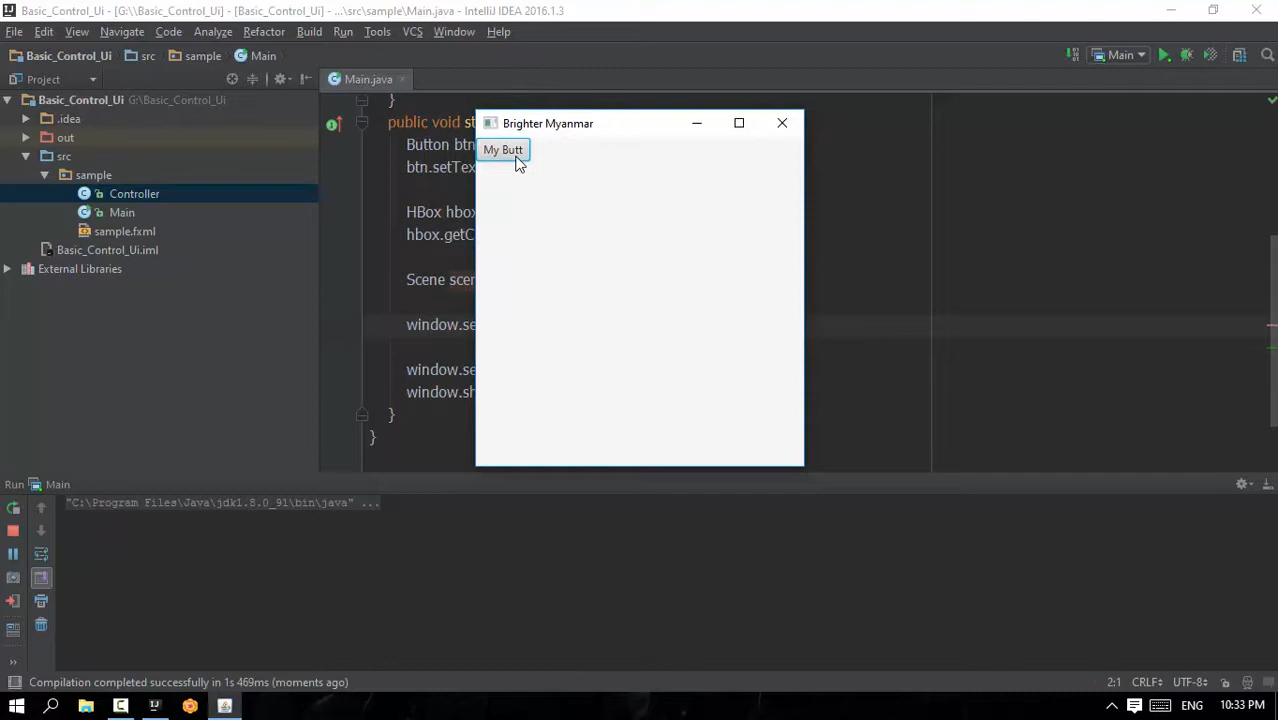 Basic_Control_Ui - [G:\\Basic_Control_Ui] - [Basic_Control_Ui] - ...\src\sample\Main.java - IntelliJ IDEA 2016.1.3
File Edit View Navigate Code Analyze Refactor Build Run Tools VCS Window Help
Basic_Control_Ui src sample Main Main
Project Main.java
Basic_Control_Ui G:\Basic_Control_Ui
.idea
out
src
sample
Controller
Main
sample.fxml
Basic_Control_Ui.iml
External Libraries
}
public void st
Button btn
btn.setTex
HBox hbox
hbox.getC
Scene scen
window.se
window.se
window.sh
}
}
Brighter Myanmar
My Butt
Run Main
"C:\Program Files\Java\jdk1.8.0_91\bin\java" ...
Compilation completed successfully in 1s 469ms (moments ago) 2:1 CRLF UTF-8
ENG 10:33 PM